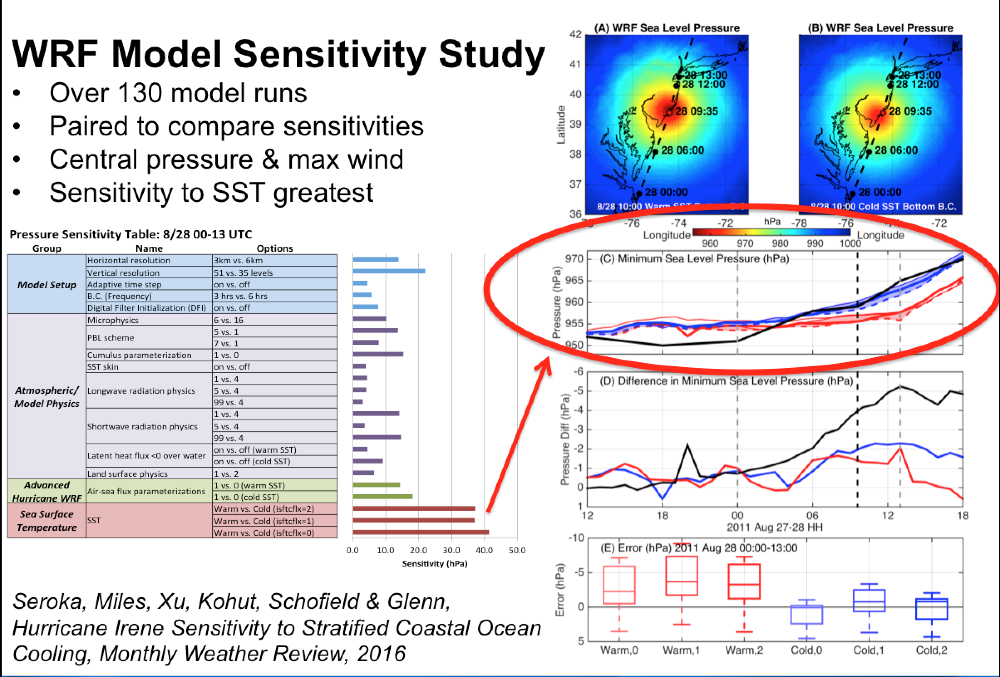 WRF Model Sensitivity Study
• Over 130 model runs
• Paired to compare sensitivities
• Central pressure & max wind
• Sensitivity to SST greatest
Pressure Sensitivity Table: 8/28 00-13 UTC
Group Name Options
Model Setup
Horizontal resolution 3km vs. 6km
Vertical resolution 51 vs. 35 levels
Adaptive time step on vs. off
B.C. (Frequency) 3 hrs vs. 6 hrs
Digital Filter Initialization (DFI) on vs. off
Atmospheric/
Model Physics
Microphysics 6 vs. 16
PBL scheme 5 vs. 1
7 vs. 1
Cumulus parameterization 1 vs. 0
SST skin on vs. off
Longwave radiation physics 1 vs. 4
5 vs. 4
99 vs. 4
Shortwave radiation physics 1 vs. 4
5 vs. 4
99 vs. 4
Latent heat flux <0 over water on vs. off (warm SST)
on vs. off (cold SST)
Land surface physics 1 vs. 2
Advanced
Hurricane WRF
Air-sea flux parameterizations 1 vs. 0 (warm SST)
1 vs. 0 (cold SST)
Sea Surface
Temperature
SST Warm vs. Cold (isftcflx=2)
Warm vs. Cold (isftcflx=1)
Warm vs. Cold (isftcflx=0)
0.0 10.0 20.0 30.0 40.0 50.0
Sensitivity (hPa)
Seroka, Miles, Xu, Kohut, Schofield & Glenn,
Hurricane Irene Sensitivity to Stratified Coastal Ocean
Cooling, Monthly Weather Review, 2016
(A) WRF Sea Level Pressure
42
41
40
39
38
37
36
Latitude
28 13:00
28 12:00
28 09:35
28 06:00
28 00:00
8/28 10:00 Warm SST
-76 -74 -72
Longitude
(B) WRF Sea Level Pressure
28 13:00
28 12:00
28 09:35
28 06:00
28 00:00
8/28 10:00 Cold SST Bottom B.C.
-78 -76 -72
Longitude
hPa
960 970 980 990 1000
(C) Minimum Sea Level Pressure (hPa)
970
965
960
955
950
Pressure (hPa)
(D) Difference in Minimum Sea Level Pressure (hPa)
-6
-5
-4
-3
-2
-1
0
1
Pressure Diff (hPa)
12 18 00 06 12 18
2011 Aug 27-28 HH
(E) Error (hPa) 2011 Aug 28 00:00-13:00
-10
-5
0
5
Error (hPa)
Warm,0 Warm,1 Warm,2 Cold,0 Cold,1 Cold,2